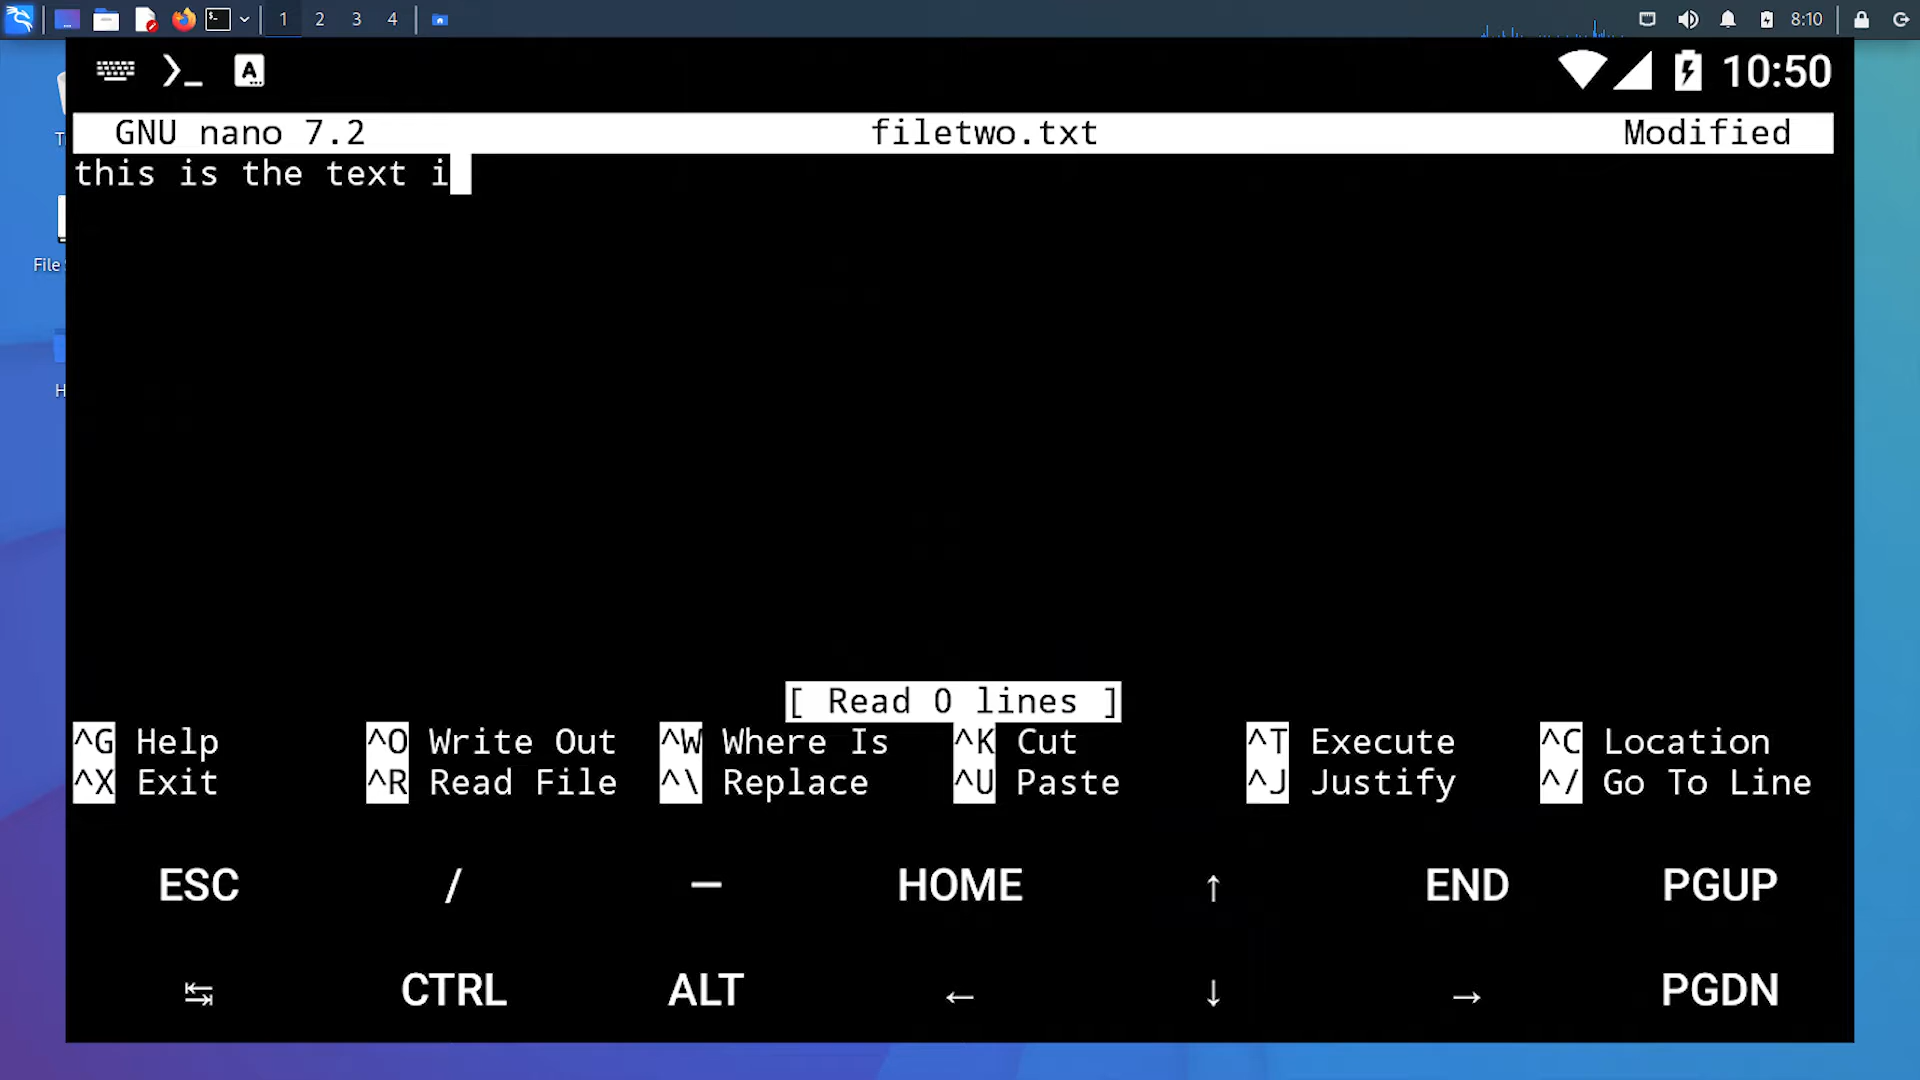 1 2 3 4 8:10
10:50
GNU nano 7.2 filetwo.txt Modified
this is the text i
File
[ Read 0 lines ]
^G Help ^O Write Out ^W Where Is ^K Cut ^T Execute ^C Location
^X Exit ^R Read File ^\ Replace ^U Paste ^J Justify ^/ Go To Line
ESC / — HOME ↑ END PGUP
↹ CTRL ALT ← ↓ → PGDN